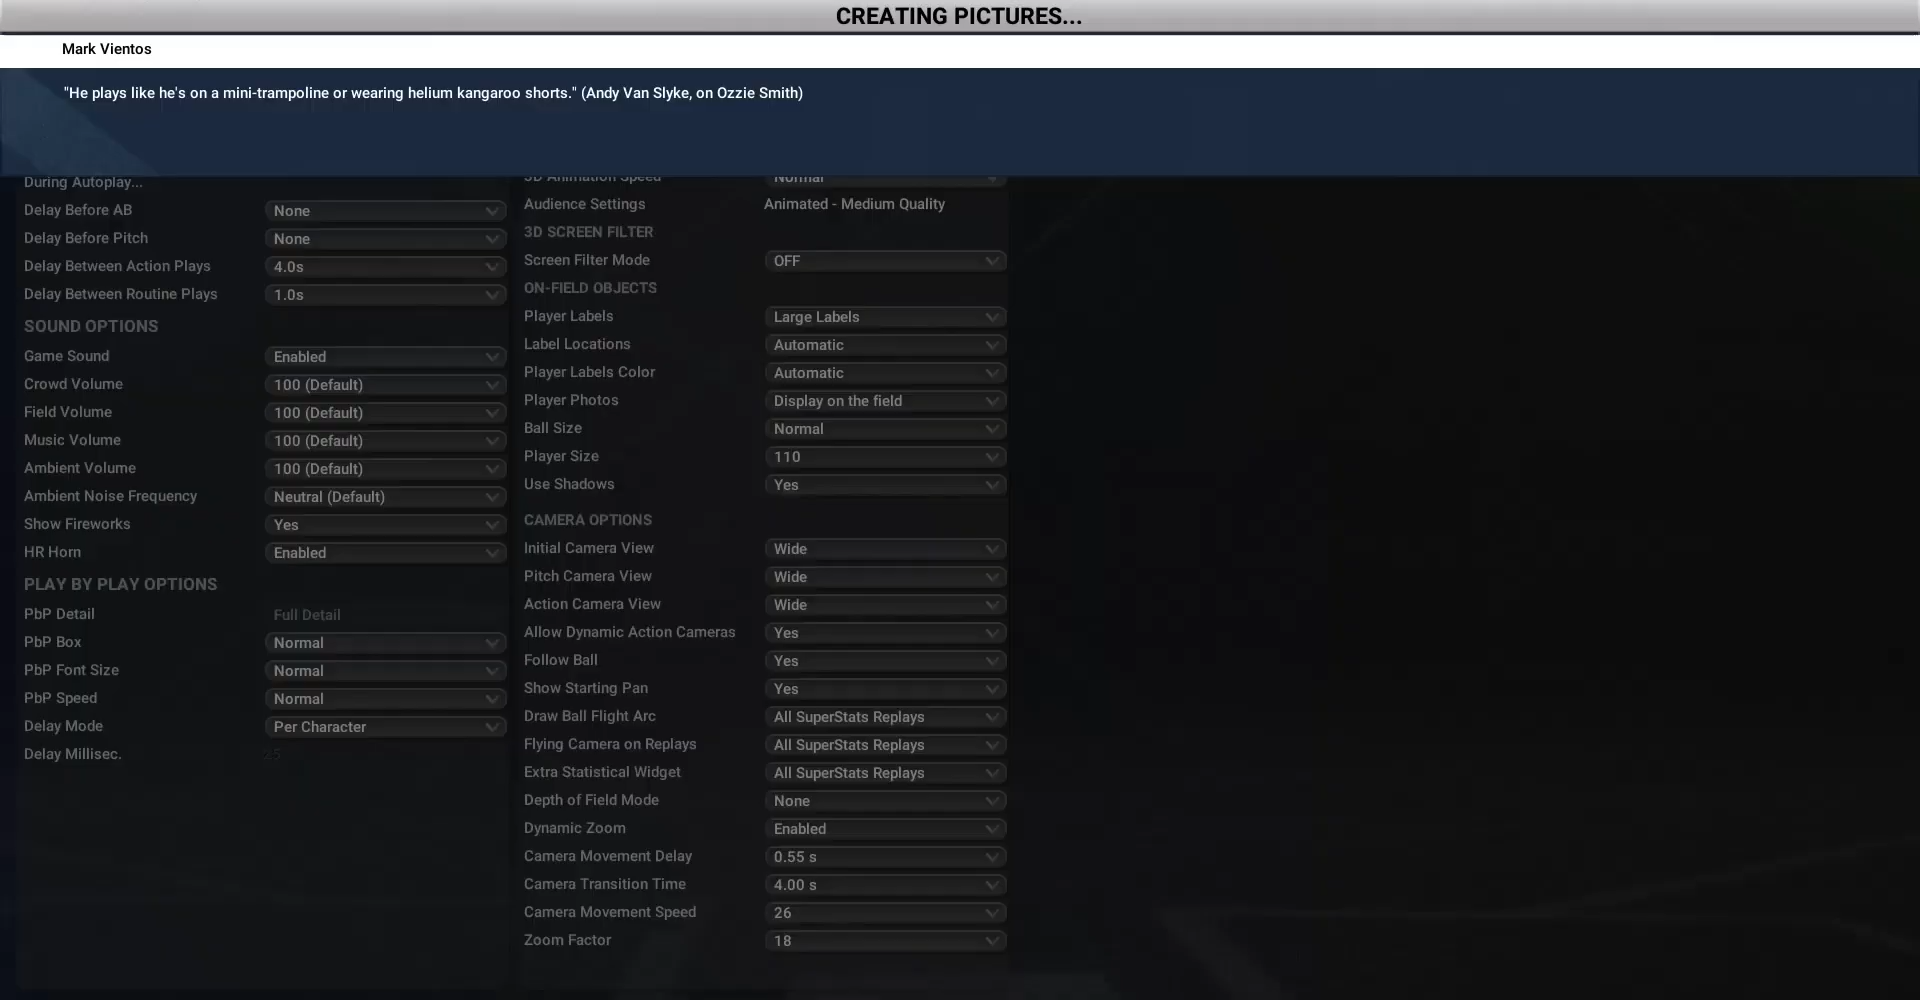 CREATING PICTURES...
Mark Vientos
"He plays like he's on a mini-trampoline or wearing helium kangaroo shorts." (Andy Van Slyke, on Ozzie Smith)
During Autoplay...
Delay Before AB None
Delay Before Pitch None
Delay Between Action Plays 4.0s
Delay Between Routine Plays 1.0s
SOUND OPTIONS
Game Sound Enabled
Crowd Volume 100 (Default)
Field Volume 100 (Default)
Music Volume 100 (Default)
Ambient Volume 100 (Default)
Ambient Noise Frequency Neutral (Default)
Show Fireworks Yes
HR Horn Enabled
PLAY BY PLAY OPTIONS
PbP Detail Full Detail
PbP Box Normal
PbP Font Size Normal
PbP Speed Normal
Delay Mode Per Character
Delay Millisec. 25
3D Animation Speed Normal
Audience Settings Animated - Medium Quality
3D SCREEN FILTER
Screen Filter Mode OFF
ON-FIELD OBJECTS
Player Labels Large Labels
Label Locations Automatic
Player Labels Color Automatic
Player Photos Display on the field
Ball Size Normal
Player Size 110
Use Shadows Yes
CAMERA OPTIONS
Initial Camera View Wide
Pitch Camera View Wide
Action Camera View Wide
Allow Dynamic Action Cameras Yes
Follow Ball Yes
Show Starting Pan Yes
Draw Ball Flight Arc All SuperStats Replays
Flying Camera on Replays All SuperStats Replays
Extra Statistical Widget All SuperStats Replays
Depth of Field Mode None
Dynamic Zoom Enabled
Camera Movement Delay 0.55 s
Camera Transition Time 4.00 s
Camera Movement Speed 26
Zoom Factor 18